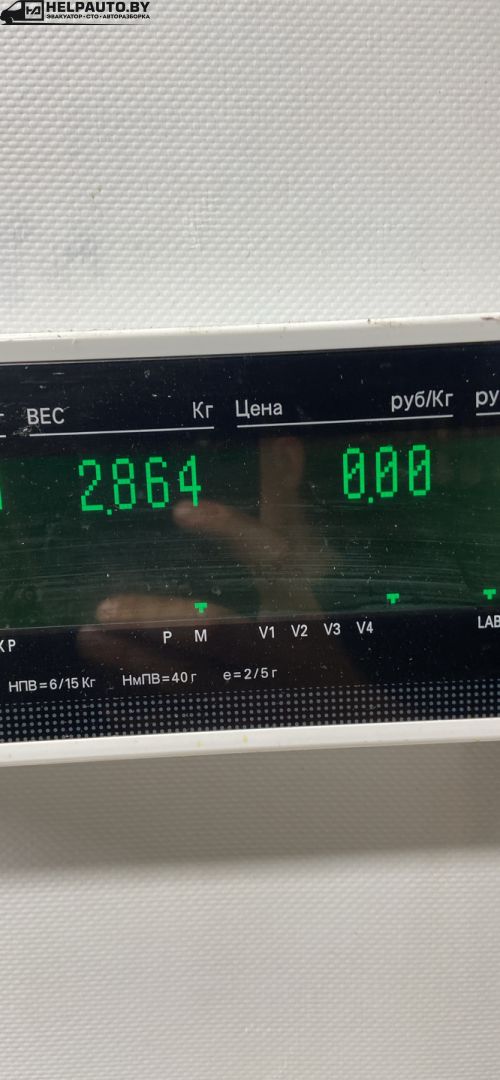 HELPAUTO.BY
ЭВАКУАТОР•СТО•АВТОРАЗБОРКА
ВЕС Кг Цена руб/Кг ру
2.864 0.00
P M V1 V2 V3 V4 LAB
НПВ=6/15 Кг НмПВ=40 г e=2/5 г